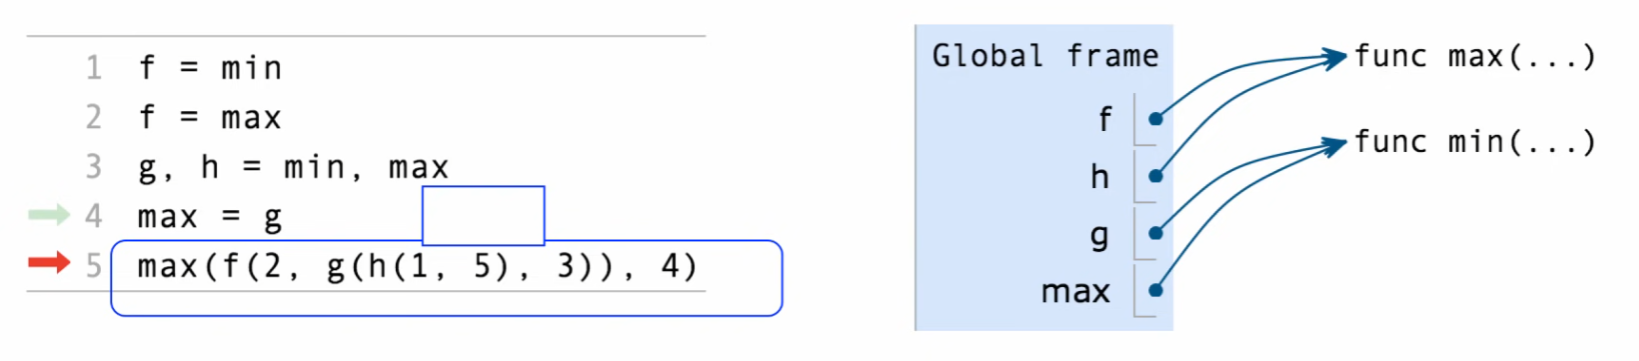 1 f = min
2 f = max
3 g, h = min, max
4 max = g
5 max(f(2, g(h(1, 5), 3)), 4)
Global frame
f
h
g
max
func max(...)
func min(...)